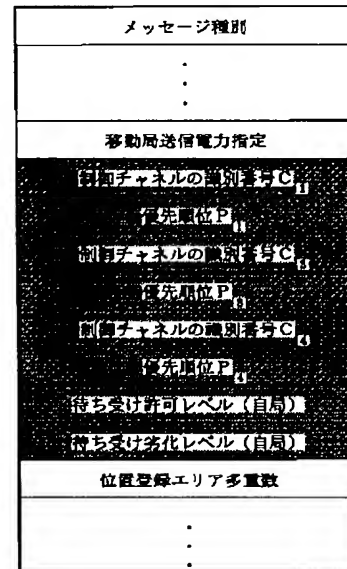 メッセージ種別
・
・
・
移動局送信電力指定
制御チャネルの識別番号C1
優先順位P1
制御チャネルの識別番号C3
優先順位P3
制御チャネルの識別番号C4
優先順位P4
待ち受け許可レベル（自局）
待ち受け劣化レベル（自局）
位置登録エリア多重数
・
・
・